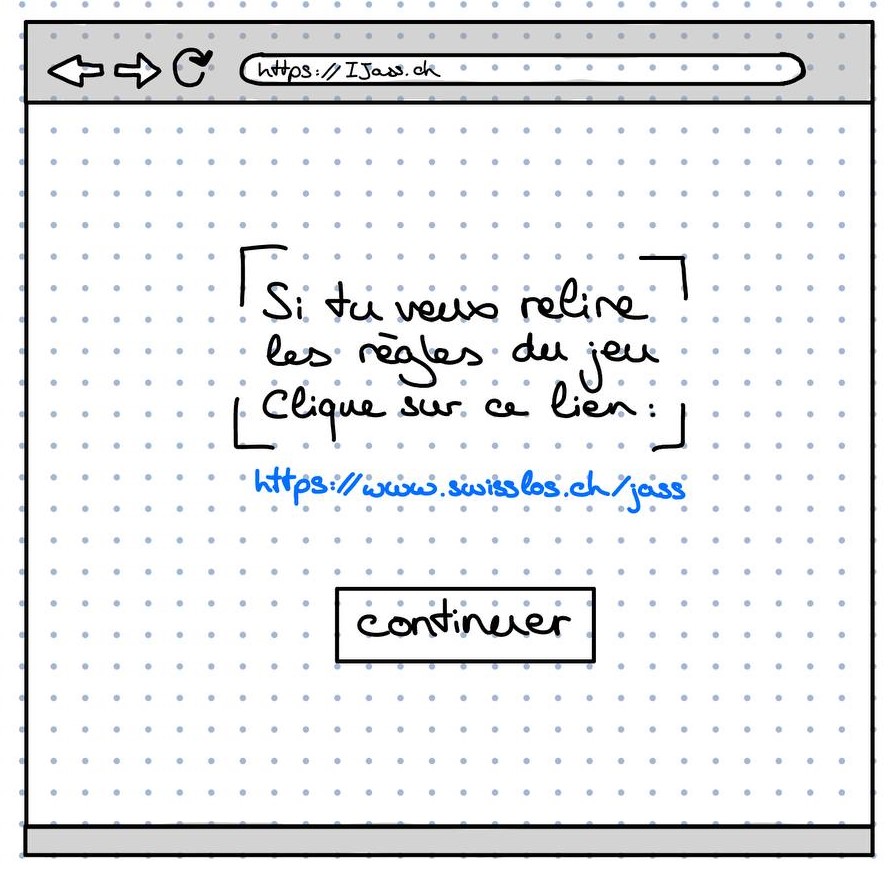 https://IJass.ch
Si tu veux relire
les règles du jeu
Clique sur ce lien :
https://www.swisslos.ch/jass
continuer